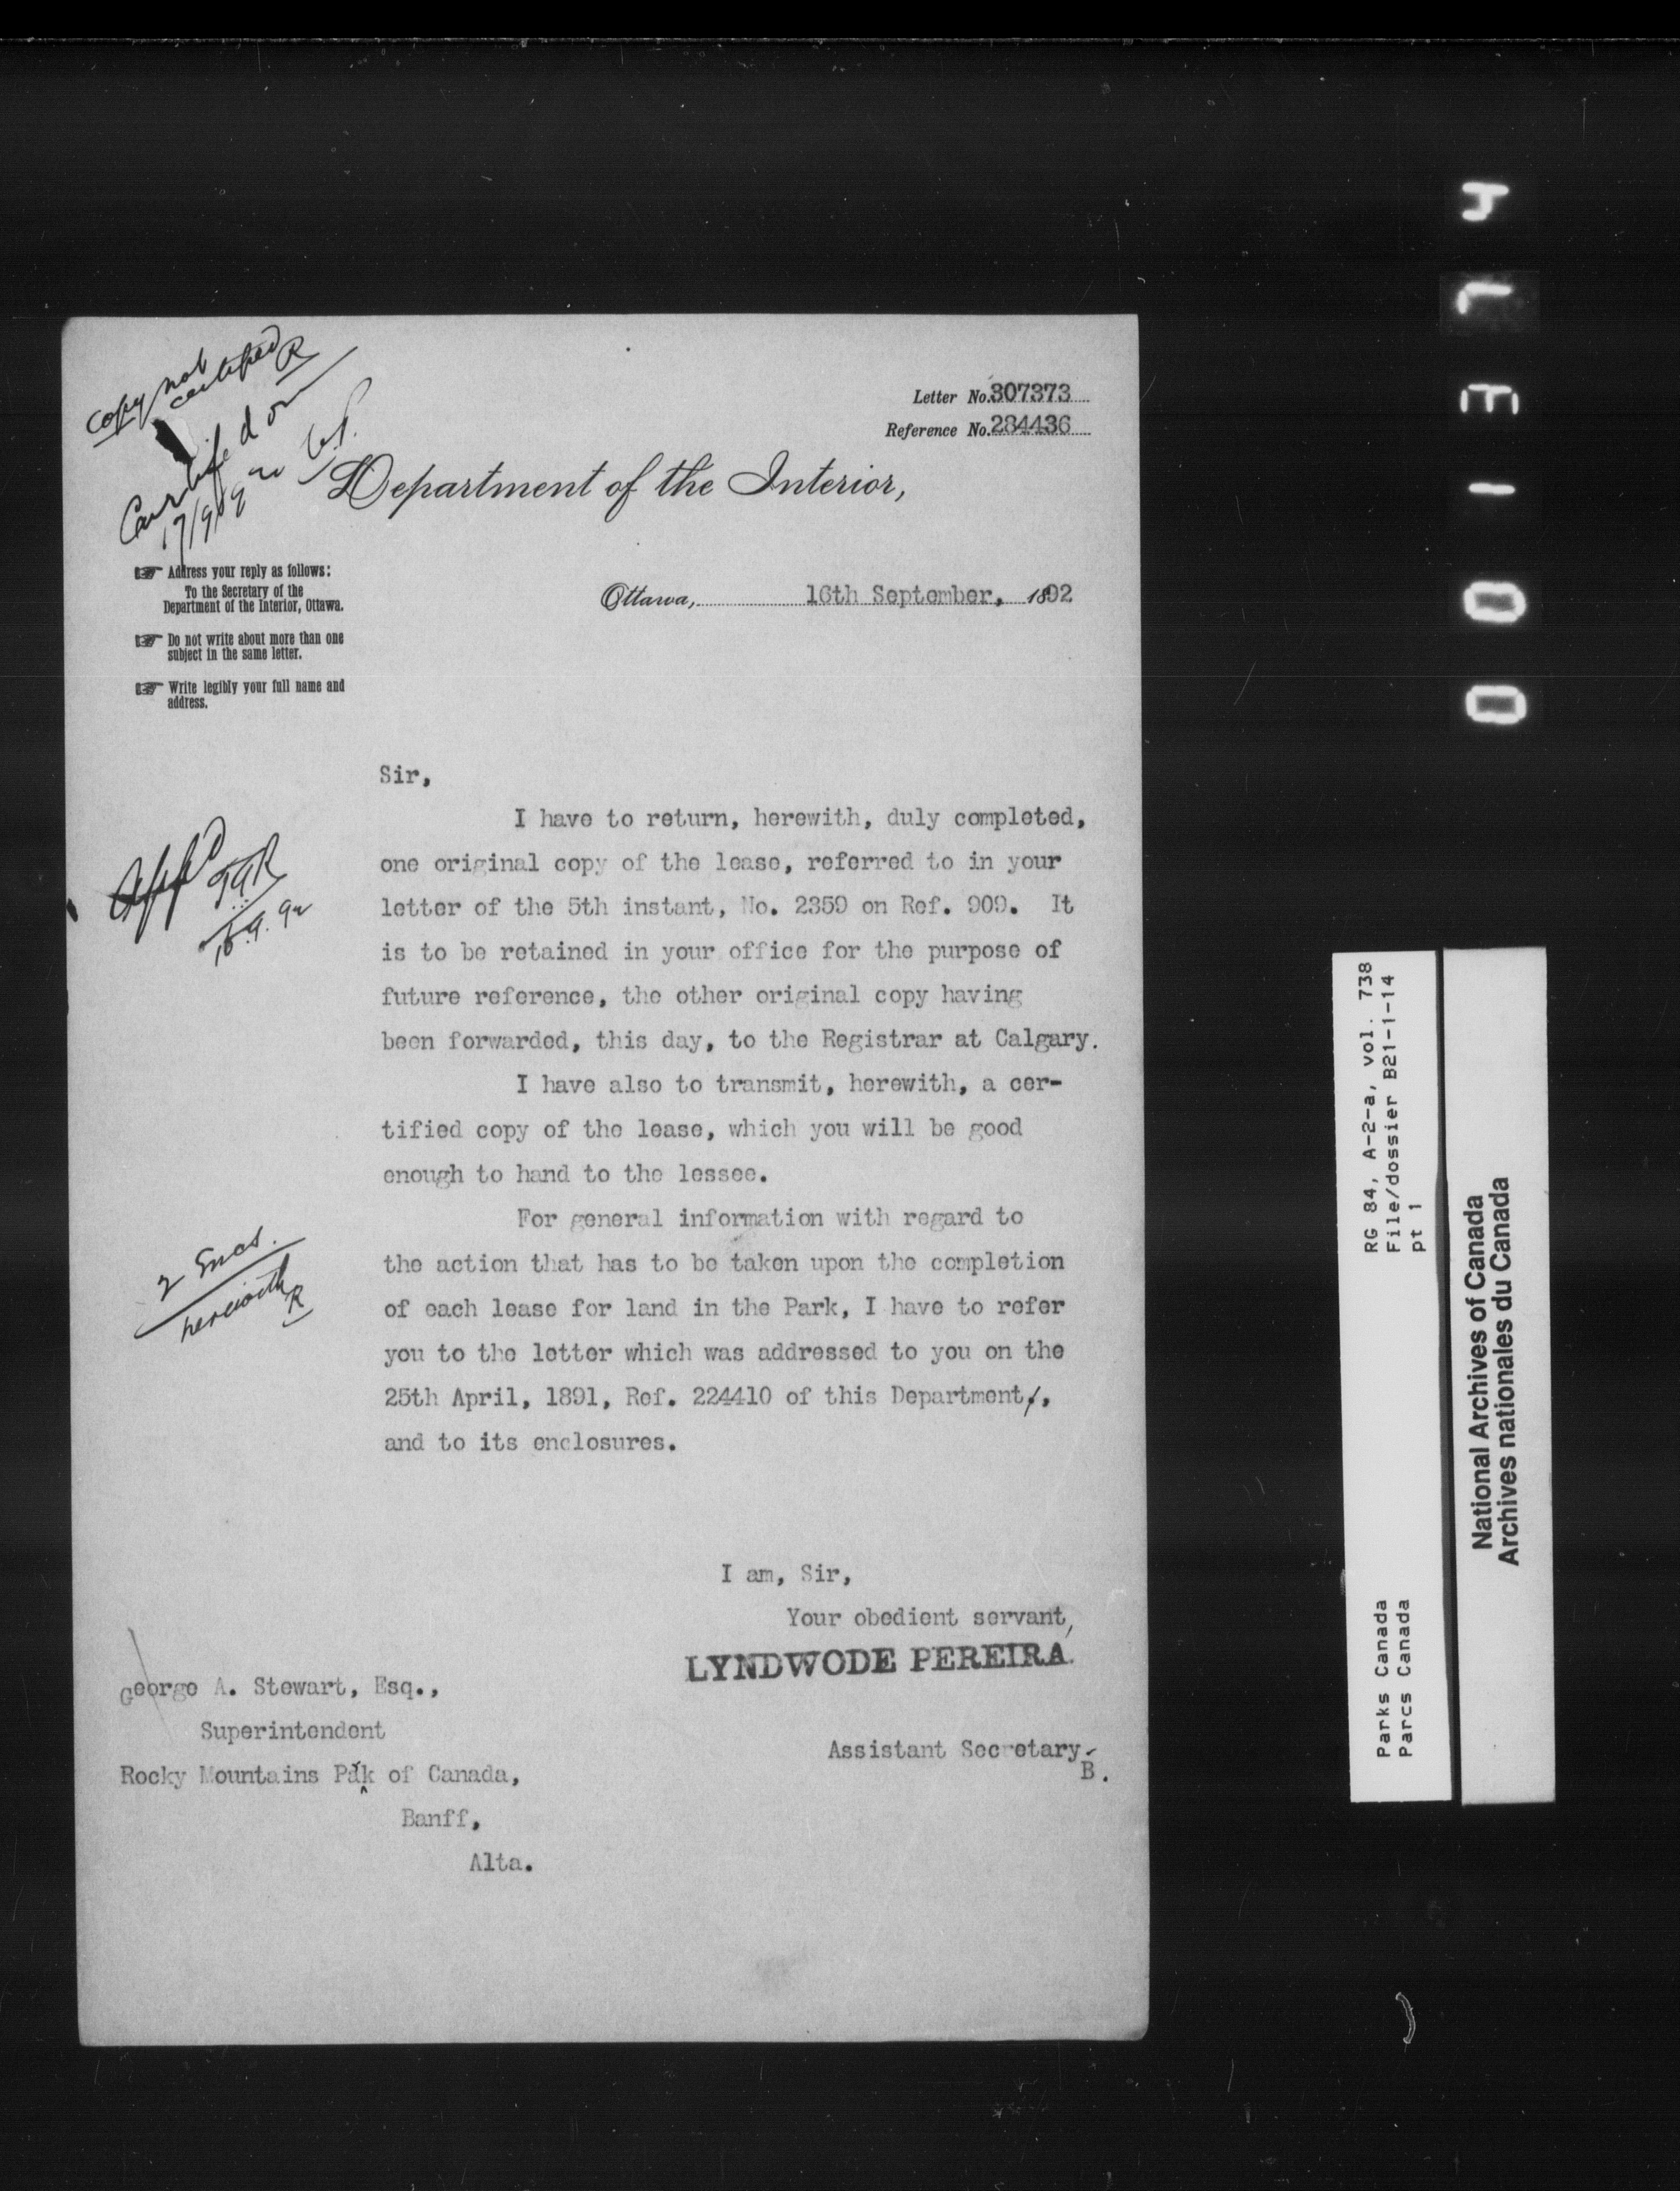 copy not
certified R
Letter No. 307373
Reference No. 284436
Department of the Interior,
Address your reply as follows:
To the Secretary of the
Department of the Interior, Ottawa.
Do not write about more than one
subject in the same letter.
Write legibly your full name and
address.
Ottawa, 16th September, 1892
Sir,
I have to return, herewith, duly completed,
one original copy of the lease, referred to in your
letter of the 5th instant, No. 2359 on Ref. 909. It
is to be retained in your office for the purpose of
future reference, the other original copy having
been forwarded, this day, to the Registrar at Calgary.
I have also to transmit, herewith, a cer-
tified copy of the lease, which you will be good
enough to hand to the lessee.
For general information with regard to
the action that has to be taken upon the completion
of each lease for land in the Park, I have to refer
you to the letter which was addressed to you on the
25th April, 1891, Ref. 224410 of this Department,
and to its enclosures.
2 Encs.
herewith
R
I am, Sir,
Your obedient servant,
LYNDWODE PEREIRA.
Assistant Secretary
B.
George A. Stewart, Esq.,
Superintendent
Rocky Mountains Park of Canada,
Banff,
Alta.
RG 84, A-2-a, vol. 738
File/dossier B21-1-14
pt 1
Parks Canada
Parcs Canada
National Archives of Canada
Archives nationales du Canada